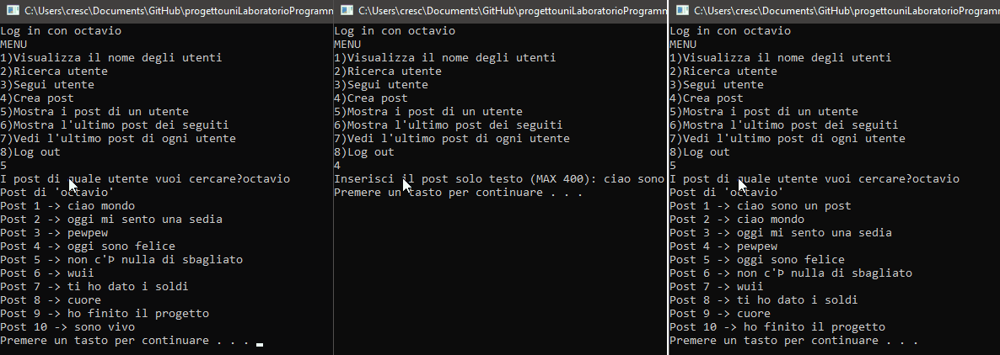 C:\Users\cresc\Documents\GitHub\progettouniLaboratorioProgramm
Log in con octavio
MENU
1)Visualizza il nome degli utenti
2)Ricerca utente
3)Segui utente
4)Crea post
5)Mostra i post di un utente
6)Mostra l'ultimo post dei seguiti
7)Vedi l'ultimo post di ogni utente
8)Log out
5
I post di quale utente vuoi cercare?octavio
Post di 'octavio'
Post 1 -> ciao mondo
Post 2 -> oggi mi sento una sedia
Post 3 -> pewpew
Post 4 -> oggi sono felice
Post 5 -> non c'Þ nulla di sbagliato
Post 6 -> wuii
Post 7 -> ti ho dato i soldi
Post 8 -> cuore
Post 9 -> ho finito il progetto
Post 10 -> sono vivo
Premere un tasto per continuare . . .
C:\Users\cresc\Documents\GitHub\progettouniLaboratorioProgramm
Log in con octavio
MENU
1)Visualizza il nome degli utenti
2)Ricerca utente
3)Segui utente
4)Crea post
5)Mostra i post di un utente
6)Mostra l'ultimo post dei seguiti
7)Vedi l'ultimo post di ogni utente
8)Log out
4
Inserisci il post solo testo (MAX 400): ciao sono
Premere un tasto per continuare . . .
C:\Users\cresc\Documents\GitHub\progettouniLaboratorioProgramm
Log in con octavio
MENU
1)Visualizza il nome degli utenti
2)Ricerca utente
3)Segui utente
4)Crea post
5)Mostra i post di un utente
6)Mostra l'ultimo post dei seguiti
7)Vedi l'ultimo post di ogni utente
8)Log out
5
I post di quale utente vuoi cercare?octavio
Post di 'octavio'
Post 1 -> ciao sono un post
Post 2 -> ciao mondo
Post 3 -> oggi mi sento una sedia
Post 4 -> pewpew
Post 5 -> oggi sono felice
Post 6 -> non c'Þ nulla di sbagliato
Post 7 -> wuii
Post 8 -> ti ho dato i soldi
Post 9 -> cuore
Post 10 -> ho finito il progetto
Premere un tasto per continuare . . .